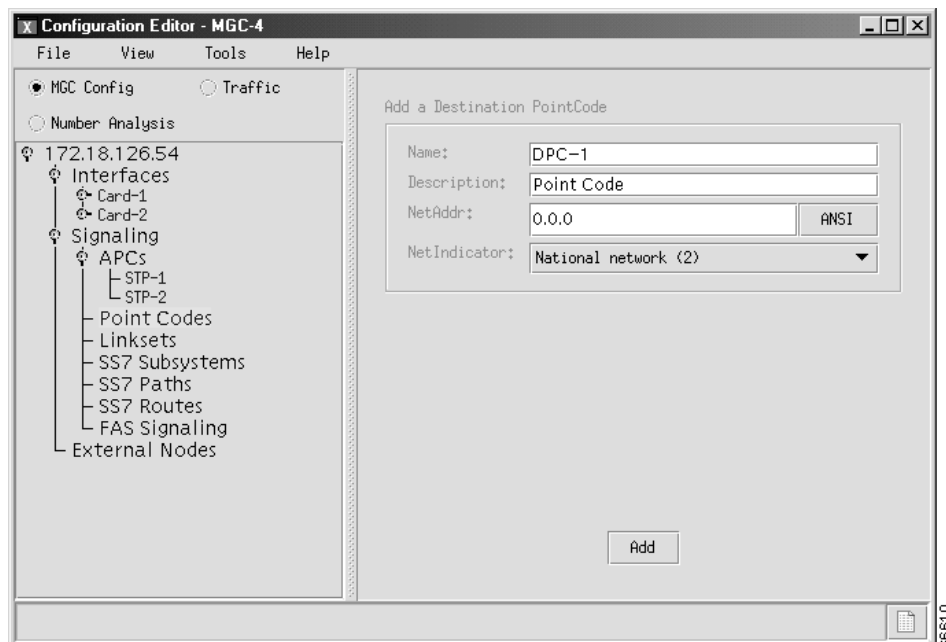 X Configuration Editor - MGC-4
File View Tools Help
MGC Config Traffic
Number Analysis
172.18.126.54
Interfaces
Card-1
Card-2
Signaling
APCs
STP-1
STP-2
Point Codes
Linksets
SS7 Subsystems
SS7 Paths
SS7 Routes
FAS Signaling
External Nodes
Add a Destination PointCode
Name: DPC-1
Description: Point Code
NetAddr: 0.0.0 ANSI
NetIndicator: National network (2)
Add